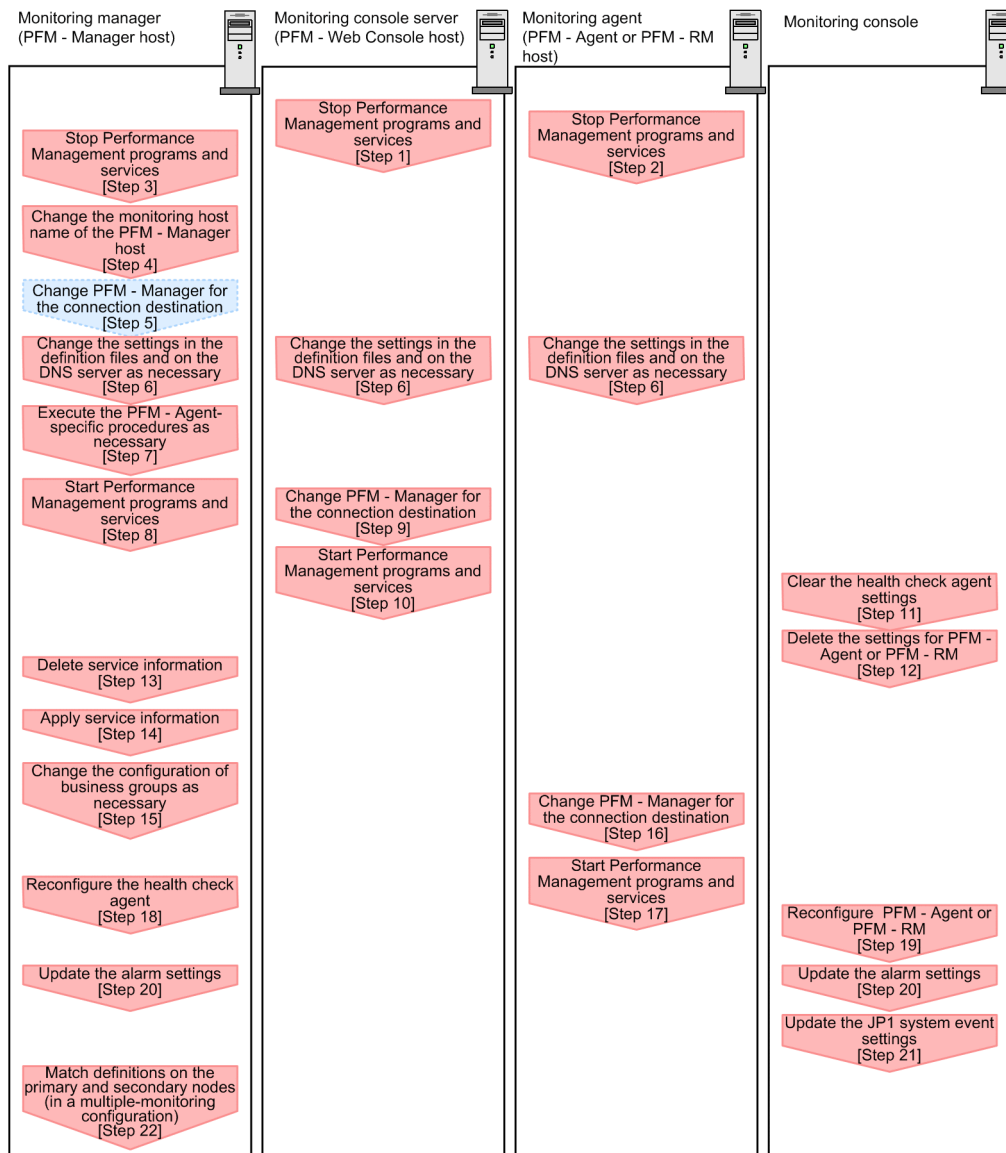 Monitoring manager
(PFM - Manager host)
Monitoring console server
(PFM - Web Console host)
Monitoring agent
(PFM - Agent or PFM - RM
host)
Monitoring console
Stop Performance
Management programs and
services
[Step 1]
Stop Performance
Management programs and
services
[Step 2]
Stop Performance
Management programs and
services
[Step 3]
Change the monitoring host
name of the PFM - Manager
host
[Step 4]
Change PFM - Manager for
the connection destination
[Step 5]
Change the settings in the
definition files and on the
DNS server as necessary
[Step 6]
Change the settings in the
definition files and on the
DNS server as necessary
[Step 6]
Change the settings in the
definition files and on the
DNS server as necessary
[Step 6]
Execute the PFM - Agent-
specific procedures as
necessary
[Step 7]
Start Performance
Management programs and
services
[Step 8]
Change PFM - Manager for
the connection destination
[Step 9]
Start Performance
Management programs and
services
[Step 10]
Clear the health check agent
settings
[Step 11]
Delete the settings for PFM -
Agent or PFM - RM
[Step 12]
Delete service information
[Step 13]
Apply service information
[Step 14]
Change the configuration of
business groups as
necessary
[Step 15]
Change PFM - Manager for
the connection destination
[Step 16]
Start Performance
Management programs and
services
[Step 17]
Reconfigure the health check
agent
[Step 18]
Reconfigure PFM - Agent or
PFM - RM
[Step 19]
Update the alarm settings
[Step 20]
Update the alarm settings
[Step 20]
Update the JP1 system event
settings
[Step 21]
Match definitions on the
primary and secondary nodes
(in a multiple-monitoring
configuration)
[Step 22]